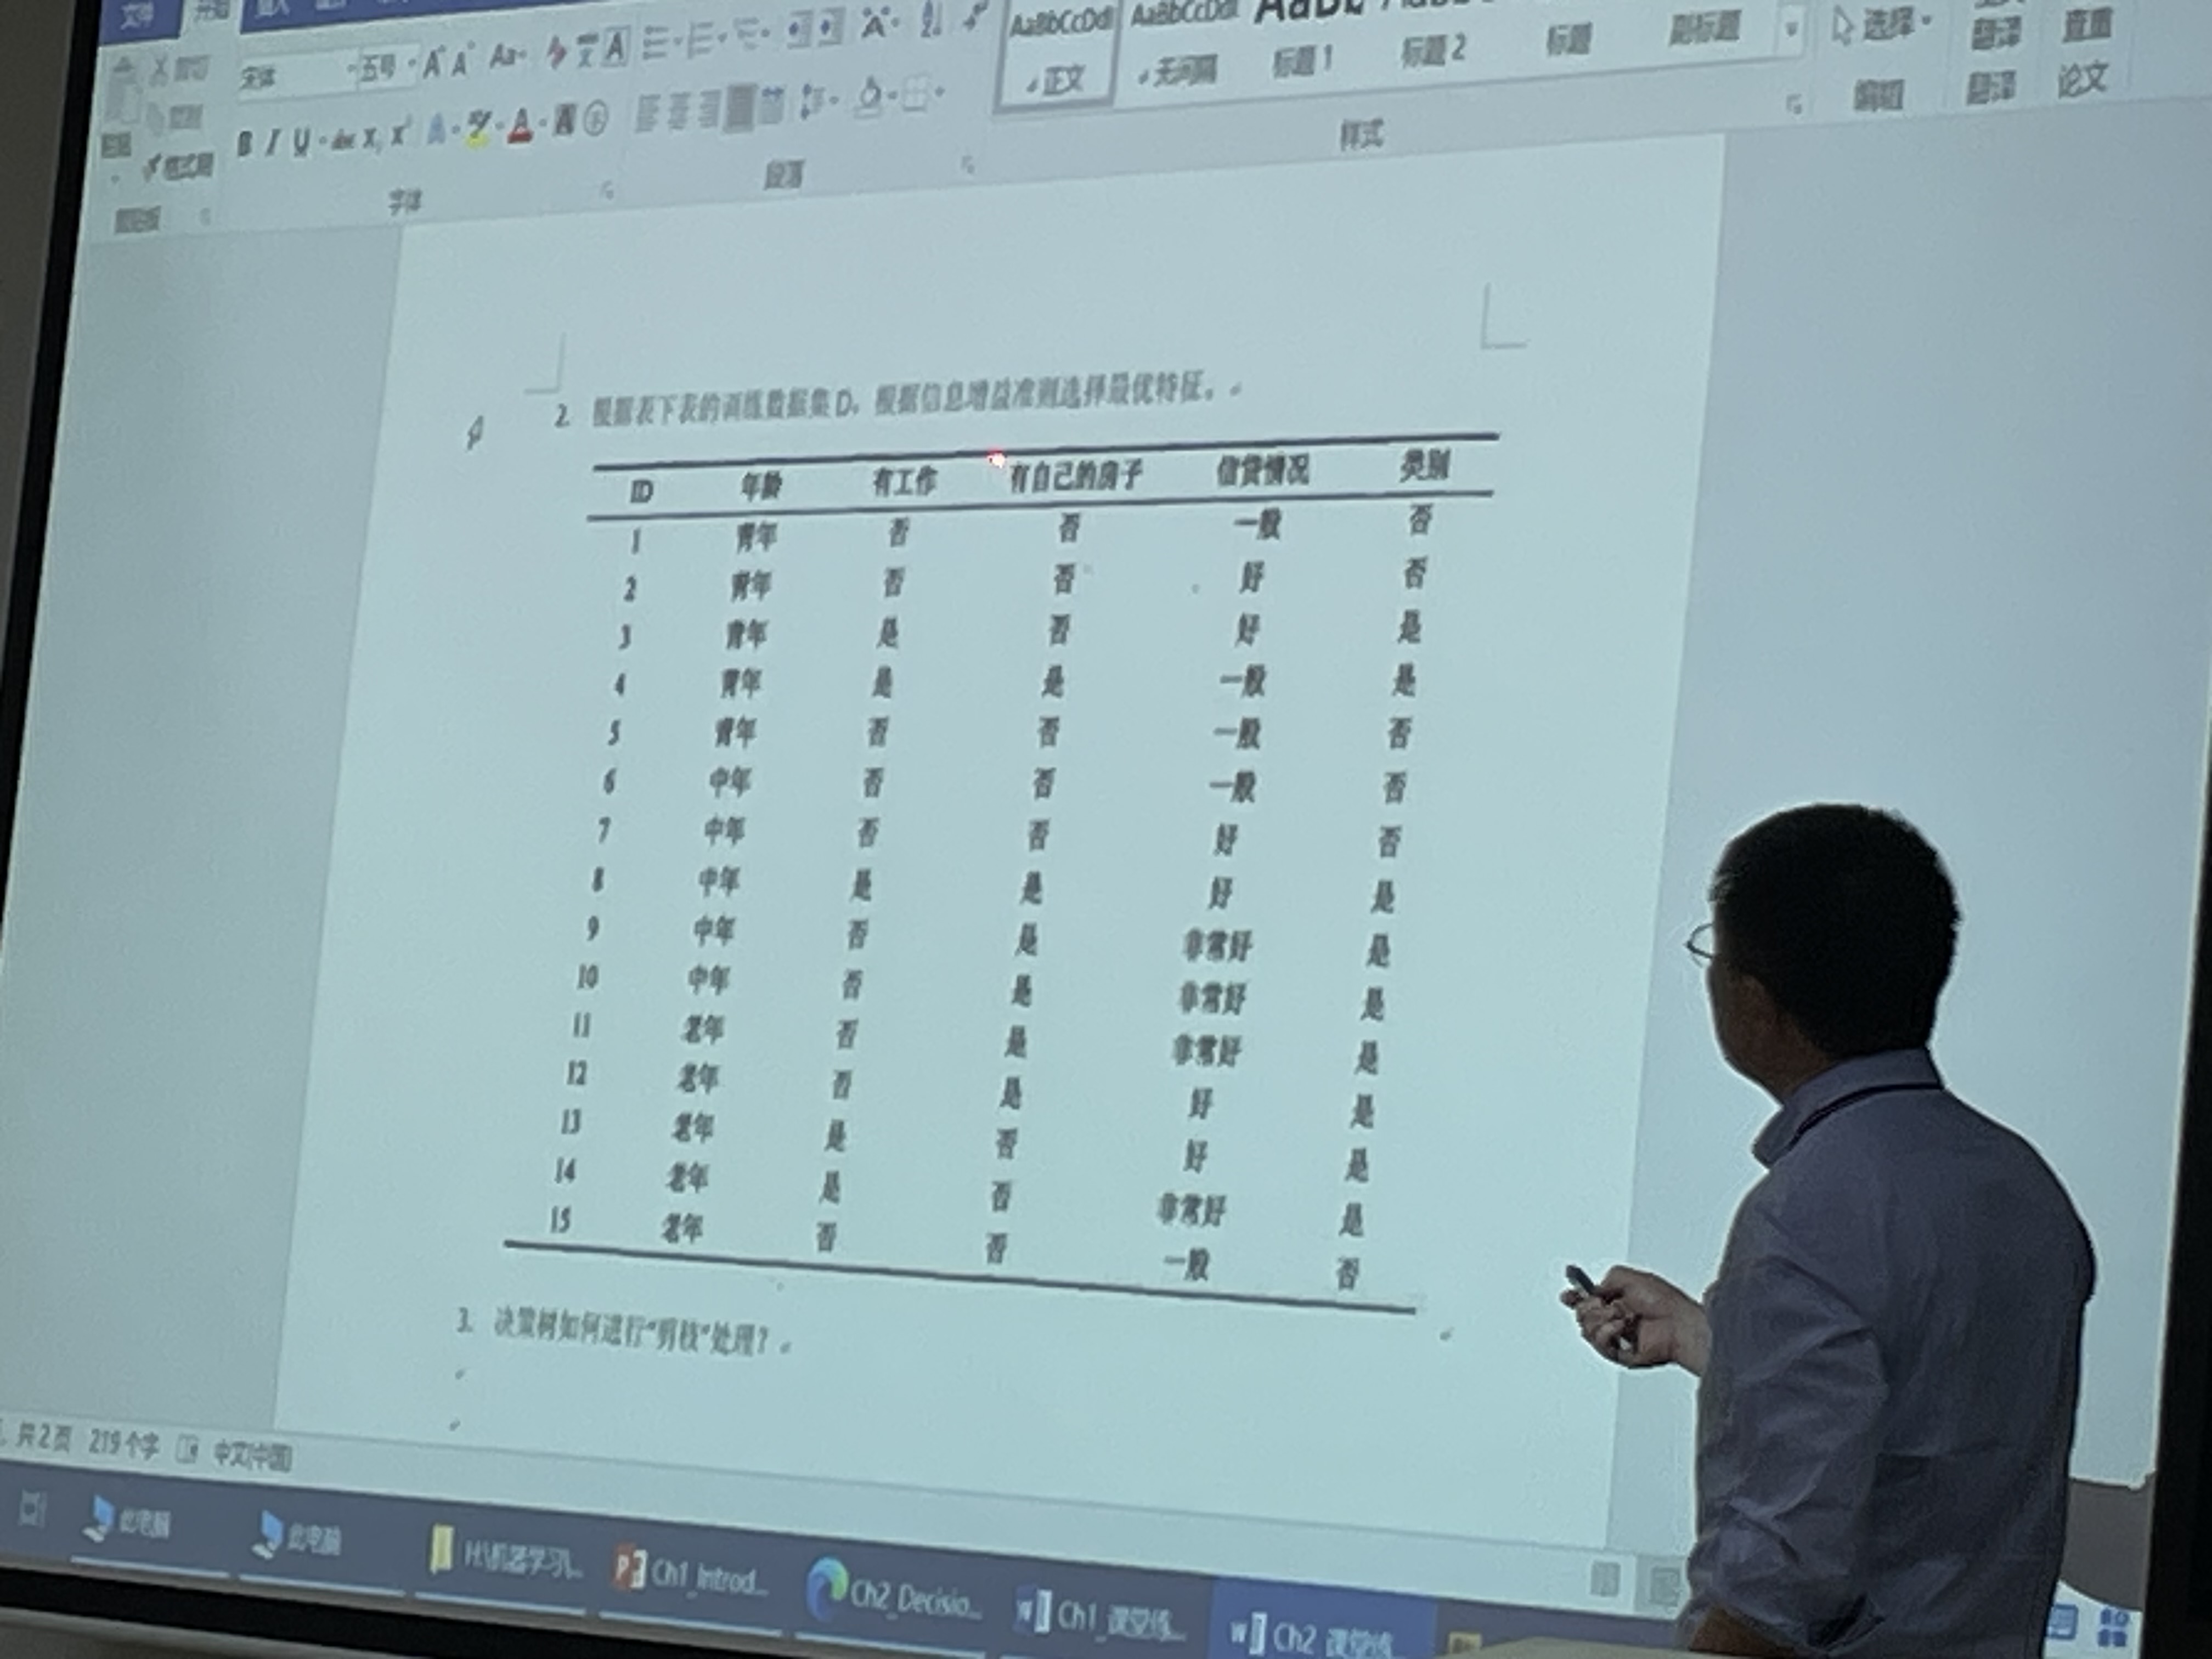 文件 开始 插入
宋体 五号 Aa
AaBbCcDdI AaBbCcDdI AaBb
正文 无间隔 标题 1 标题 2 标题 副标题
选择
编辑
翻译
翻译
查重
论文
格式刷
B I U abc
剪贴板 字体 段落 样式
2. 根据表下表的训练数据集 D，根据信息增益准则选择最优特征。
ID 年龄 有工作 有自己的房子 信贷情况 类别
1 青年 否 否 一般 否
2 青年 否 否 好 否
3 青年 是 否 好 是
4 青年 是 是 一般 是
5 青年 否 否 一般 否
6 中年 否 否 一般 否
7 中年 否 否 好 否
8 中年 是 是 好 是
9 中年 否 是 非常好 是
10 中年 否 是 非常好 是
11 老年 否 是 非常好 是
12 老年 否 是 好 是
13 老年 是 否 好 是
14 老年 是 否 非常好 是
15 老年 否 否 一般 否
3. 决策树如何进行“剪枝”处理？
共 2 页 219 个字 中文(中国)
此电脑 此电脑 H:\机器学习\... Ch1_Introd... Ch2_Decisio... Ch1_课堂练... Ch2_课堂练...